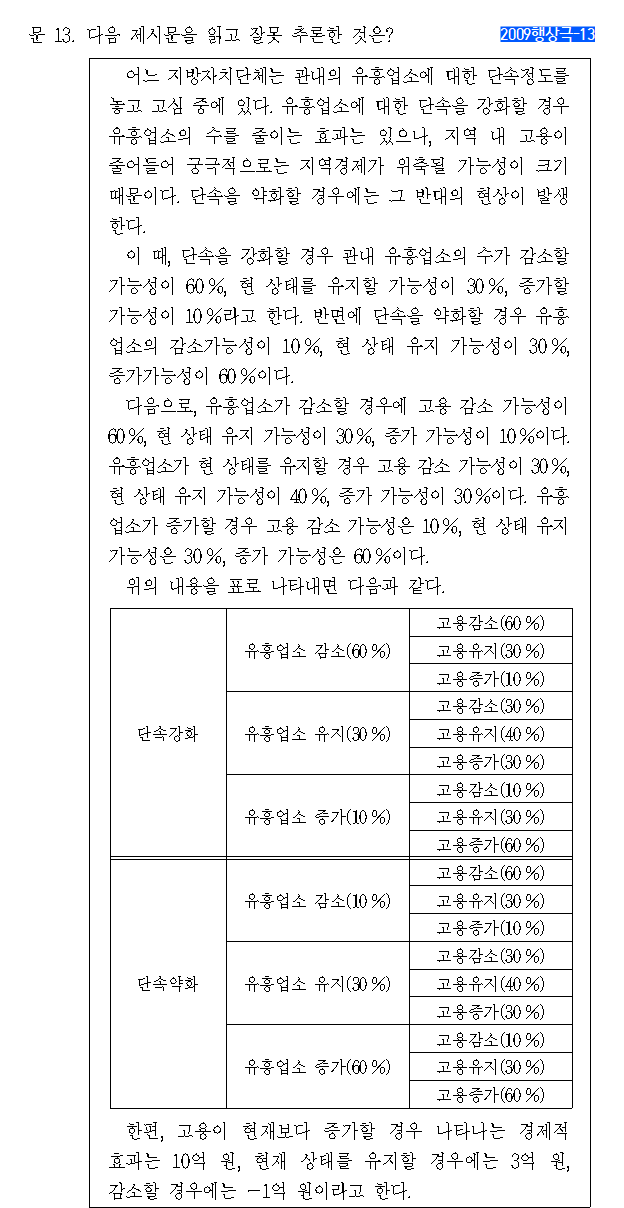 문 13. 다음 제시문을 읽고 잘못 추론한 것은? 2009행상극-13
어느 지방자치단체는 관내의 유흥업소에 대한 단속정도를
놓고 고심 중에 있다. 유흥업소에 대한 단속을 강화할 경우
유흥업소의 수를 줄이는 효과는 있으나, 지역 내 고용이
줄어들어 궁극적으로는 지역경제가 위축될 가능성이 크기
때문이다. 단속을 약화할 경우에는 그 반대의 현상이 발생
한다.
이 때, 단속을 강화할 경우 관내 유흥업소의 수가 감소할
가능성이 60%, 현 상태를 유지할 가능성이 30%, 증가할
가능성이 10%라고 한다. 반면에 단속을 약화할 경우 유흥
업소의 감소가능성이 10%, 현 상태 유지 가능성이 30%,
증가가능성이 60%이다.
다음으로, 유흥업소가 감소할 경우에 고용 감소 가능성이
60%, 현 상태 유지 가능성이 30%, 증가 가능성이 10%이다.
유흥업소가 현 상태를 유지할 경우 고용 감소 가능성이 30%,
현 상태 유지 가능성이 40%, 증가 가능성이 30%이다. 유흥
업소가 증가할 경우 고용 감소 가능성은 10%, 현 상태 유지
가능성은 30%, 증가 가능성은 60%이다.
위의 내용을 표로 나타내면 다음과 같다.
단속강화
유흥업소 감소(60%)
고용감소(60%)
고용유지(30%)
고용증가(10%)
유흥업소 유지(30%)
고용감소(30%)
고용유지(40%)
고용증가(30%)
유흥업소 증가(10%)
고용감소(10%)
고용유지(30%)
고용증가(60%)
단속약화
유흥업소 감소(10%)
고용감소(60%)
고용유지(30%)
고용증가(10%)
유흥업소 유지(30%)
고용감소(30%)
고용유지(40%)
고용증가(30%)
유흥업소 증가(60%)
고용감소(10%)
고용유지(30%)
고용증가(60%)
한편, 고용이 현재보다 증가할 경우 나타나는 경제적
효과는 10억 원, 현재 상태를 유지할 경우에는 3억 원,
감소할 경우에는 -1억 원이라고 한다.